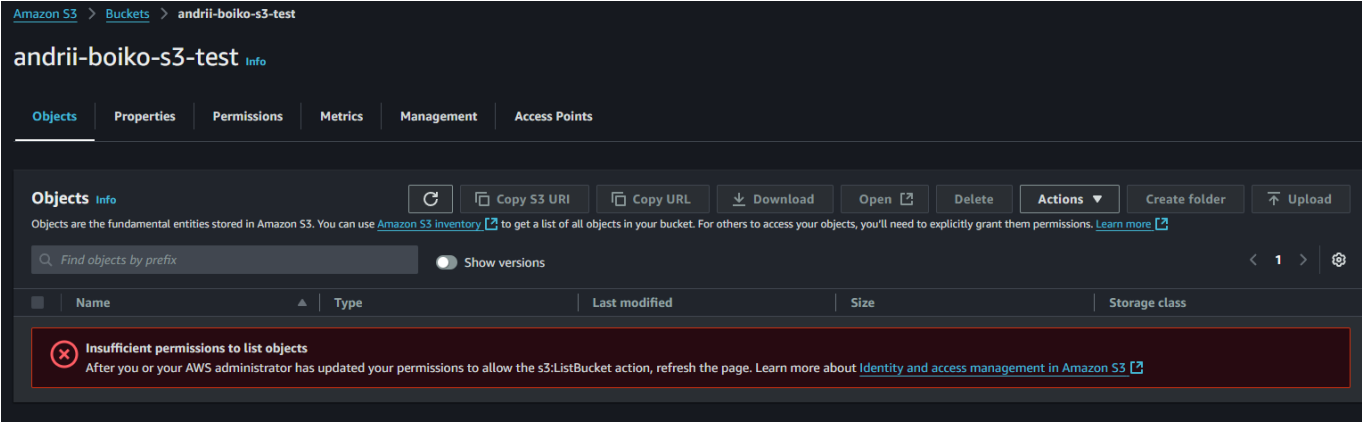 Amazon S3 > Buckets > andrii-boiko-s3-test
andrii-boiko-s3-test Info
Objects Properties Permissions Metrics Management Access Points
Objects Info Copy S3 URI Copy URL Download Open Delete Actions Create folder Upload
Objects are the fundamental entities stored in Amazon S3. You can use Amazon S3 inventory to get a list of all objects in your bucket. For others to access your objects, you'll need to explicitly grant them permissions. Learn more
Find objects by prefix Show versions < 1 >
Name Type Last modified Size Storage class
Insufficient permissions to list objects
After you or your AWS administrator has updated your permissions to allow the s3:ListBucket action, refresh the page. Learn more about Identity and access management in Amazon S3